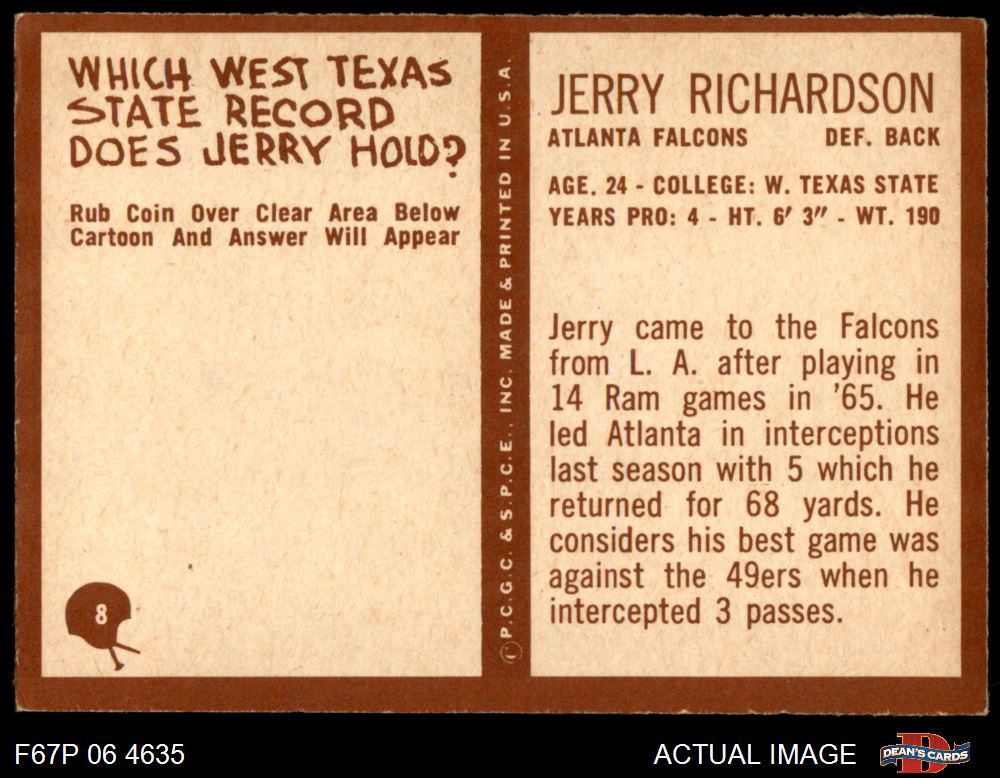 WHICH WEST TEXAS
STATE RECORD
DOES JERRY HOLD?
Rub Coin Over Clear Area Below
Cartoon And Answer Will Appear
8
© P.C.G.C. & S.P.C.E., INC. MADE & PRINTED IN U.S.A.
JERRY RICHARDSON
ATLANTA FALCONS DEF. BACK
AGE. 24 - COLLEGE: W. TEXAS STATE
YEARS PRO: 4 - HT. 6' 3" - WT. 190
Jerry came to the Falcons
from L. A. after playing in
14 Ram games in '65. He
led Atlanta in interceptions
last season with 5 which he
returned for 68 yards. He
considers his best game was
against the 49ers when he
intercepted 3 passes.
F67P 06 4635
ACTUAL IMAGE
D
DEAN'S CARDS